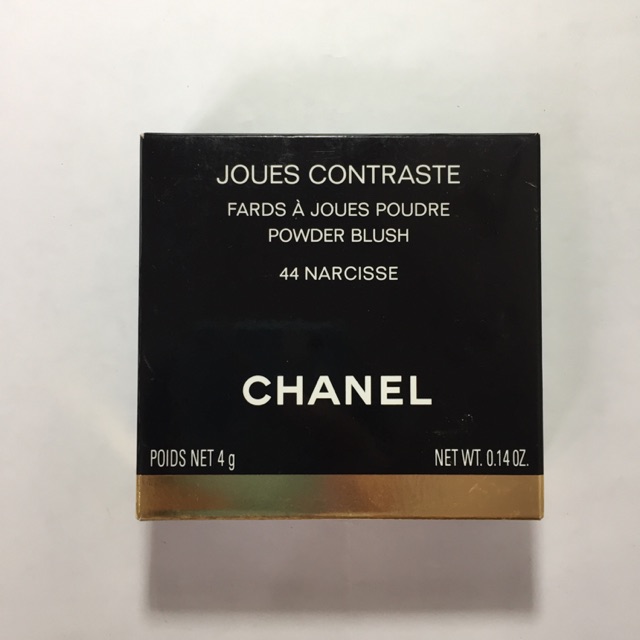 JOUES CONTRASTE
FARDS À JOUES POUDRE
POWDER BLUSH
44 NARCISSE
CHANEL
POIDS NET 4 g NET WT. 0.14 OZ.